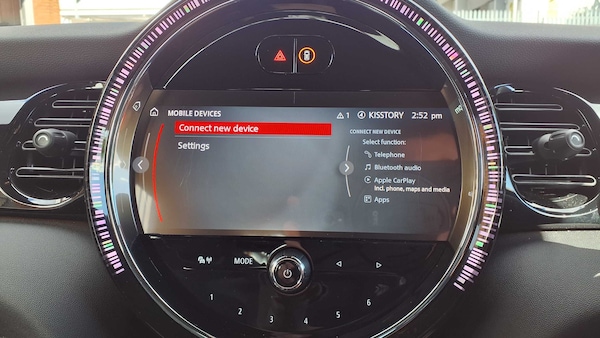 MOBILE DEVICES
1 KISSTORY 2:52 pm
Connect new device
Settings
CONNECT NEW DEVICE
Select function:
Telephone
Bluetooth audio
Apple CarPlay
Incl. phone, maps and media
Apps
MODE
1 2 3 4 5 6